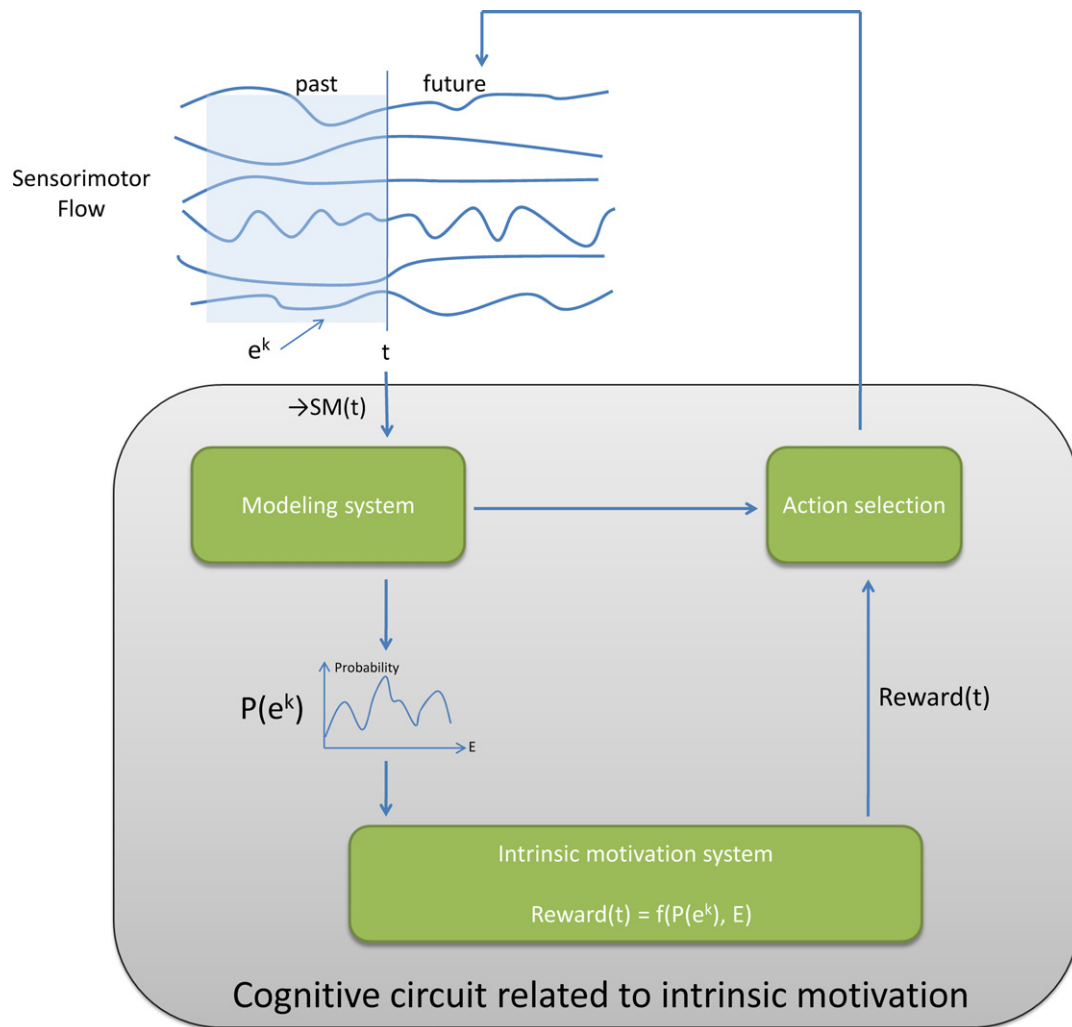 past
future
Sensorimotor
Flow
eᵏ
t
→SM(t)
Modeling system
Action selection
Probability
P(eᵏ)
E
Reward(t)
Intrinsic motivation system
Reward(t) = f(P(eᵏ), E)
Cognitive circuit related to intrinsic motivation